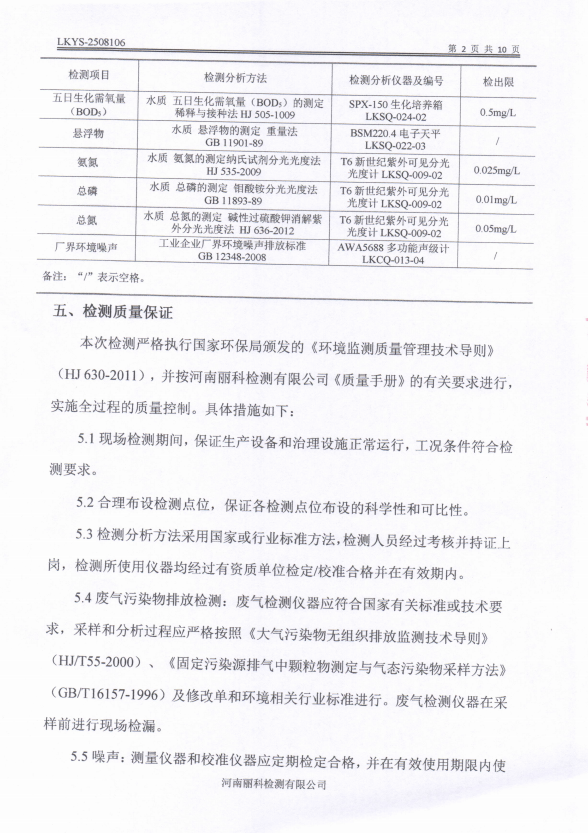 LKYS-2508106
第 2 页 共 10 页
检测项目 检测分析方法 检测分析仪器及编号 检出限
五日生化需氧量（BOD₅） 水质 五日生化需氧量（BOD₅）的测定 稀释与接种法 HJ 505-1009 SPX-150 生化培养箱 LKSQ-024-02 0.5mg/L
悬浮物 水质 悬浮物的测定 重量法 GB 11901-89 BSM220.4 电子天平 LKSQ-022-03 /
氨氮 水质 氨氮的测定纳氏试剂分光光度法 HJ 535-2009 T6 新世纪紫外可见分光光度计 LKSQ-009-02 0.025mg/L
总磷 水质 总磷的测定 钼酸铵分光光度法 GB 11893-89 T6 新世纪紫外可见分光光度计 LKSQ-009-02 0.01mg/L
总氮 水质 总氮的测定 碱性过硫酸钾消解紫外分光光度法 HJ 636-2012 T6 新世纪紫外可见分光光度计 LKSQ-009-02 0.05mg/L
厂界环境噪声 工业企业厂界环境噪声排放标准 GB 12348-2008 AWA5688 多功能声级计 LKCQ-013-04 /
备注：“/”表示空格。
五、检测质量保证
本次检测严格执行国家环保局颁发的《环境监测质量管理技术导则》
（HJ 630-2011），并按河南丽科检测有限公司《质量手册》的有关要求进行，
实施全过程的质量控制。具体措施如下：
5.1 现场检测期间，保证生产设备和治理设施正常运行，工况条件符合检
测要求。
5.2 合理布设检测点位，保证各检测点位布设的科学性和可比性。
5.3 检测分析方法采用国家或行业标准方法，检测人员经过考核并持证上
岗，检测所使用仪器均经过有资质单位检定/校准合格并在有效期内。
5.4 废气污染物排放检测：废气检测仪器应符合国家有关标准或技术要
求，采样和分析过程应严格按照《大气污染物无组织排放监测技术导则》
（HJ/T55-2000）、《固定污染源排气中颗粒物测定与气态污染物采样方法》
（GB/T16157-1996）及修改单和环境相关行业标准进行。废气检测仪器在采
样前进行现场检漏。
5.5 噪声：测量仪器和校准仪器应定期检定合格，并在有效使用期限内使
河南丽科检测有限公司